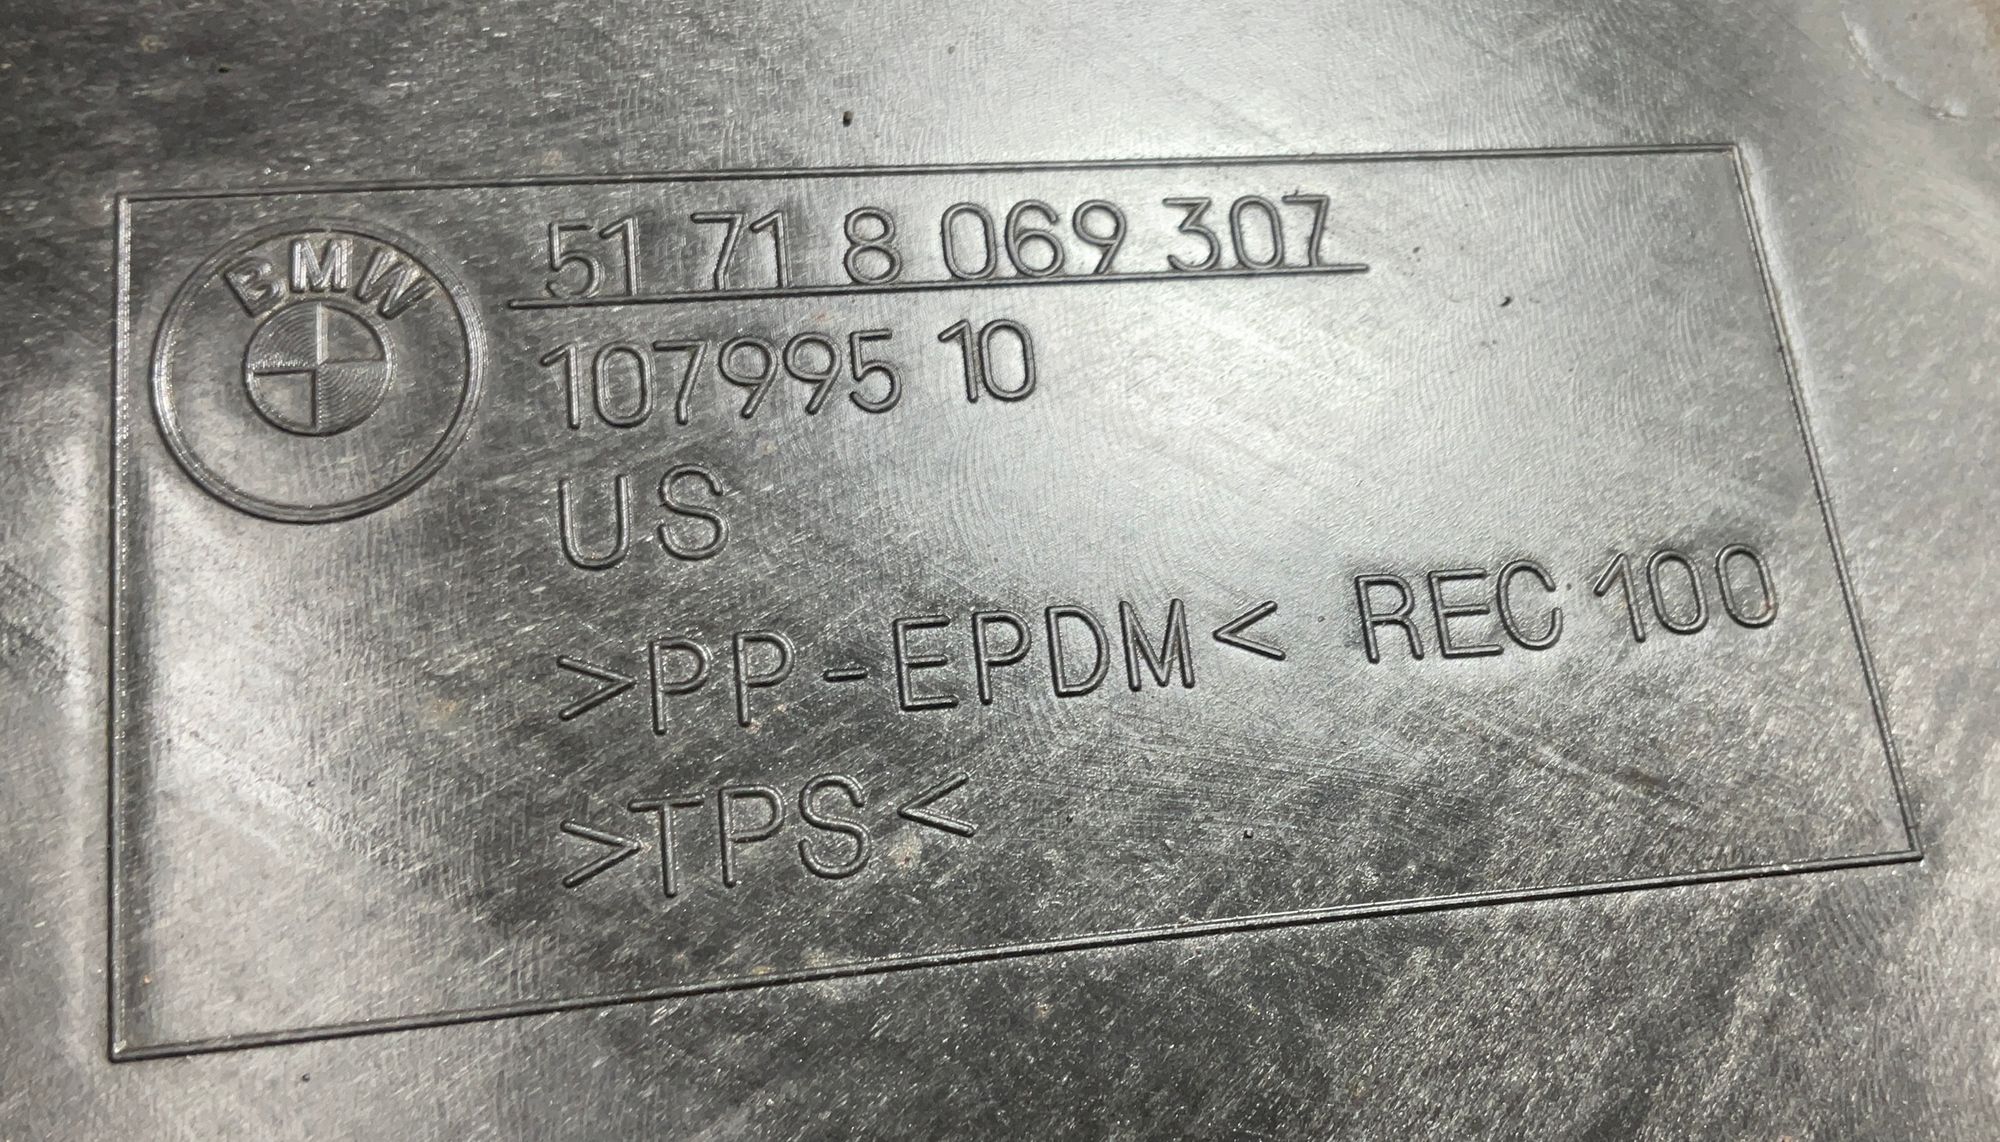 BMW
51 71 8 069 307
107995 10
US
>PP-EPDM< REC 100
>TPS<